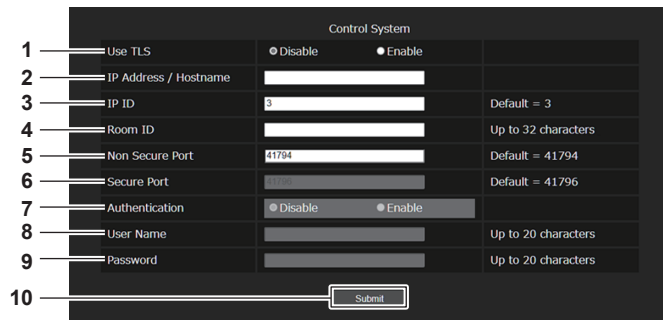 Control System
1 Use TLS Disable Enable
2 IP Address / Hostname
3 IP ID 3 Default = 3
4 Room ID Up to 32 characters
5 Non Secure Port 41794 Default = 41794
6 Secure Port 41796 Default = 41796
7 Authentication Disable Enable
8 User Name Up to 20 characters
9 Password Up to 20 characters
10 Submit